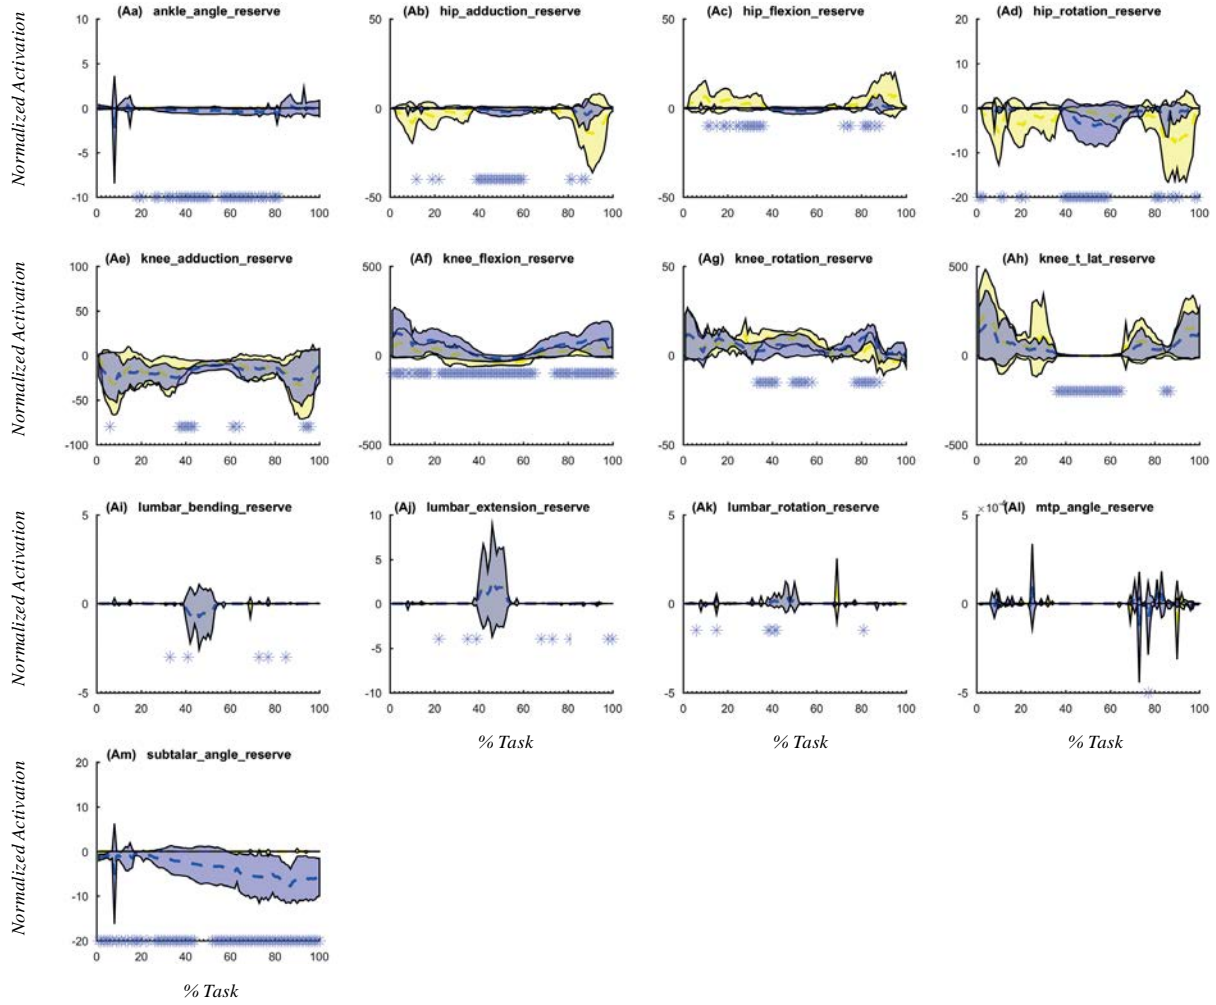 (Aa) ankle_angle_reserve
(Ab) hip_adduction_reserve
(Ac) hip_flexion_reserve
(Ad) hip_rotation_reserve
Normalized Activation
10
5
0
-5
-10
0 20 40 60 80 100
50
0
-50
0 20 40 60 80 100
50
0
-50
0 20 40 60 80 100
20
10
0
-10
-20
0 20 40 60 80 100
(Ae) knee_adduction_reserve
(Af) knee_flexion_reserve
(Ag) knee_rotation_reserve
(Ah) knee_t_lat_reserve
Normalized Activation
100
50
0
-50
-100
0 20 40 60 80 100
500
0
-500
0 20 40 60 80 100
50
0
-50
0 20 40 60 80 100
500
0
-500
0 20 40 60 80 100
(Ai) lumbar_bending_reserve
(Aj) lumbar_extension_reserve
(Ak) lumbar_rotation_reserve
(Al) mtp_angle_reserve
Normalized Activation
5
0
-5
0 20 40 60 80 100
10
5
0
-5
-10
0 20 40 60 80 100
% Task
5
0
-5
0 20 40 60 80 100
% Task
×10
5
0
-5
0 20 40 60 80 100
% Task
(Am) subtalar_angle_reserve
Normalized Activation
20
10
0
-10
-20
0 20 40 60 80 100
% Task